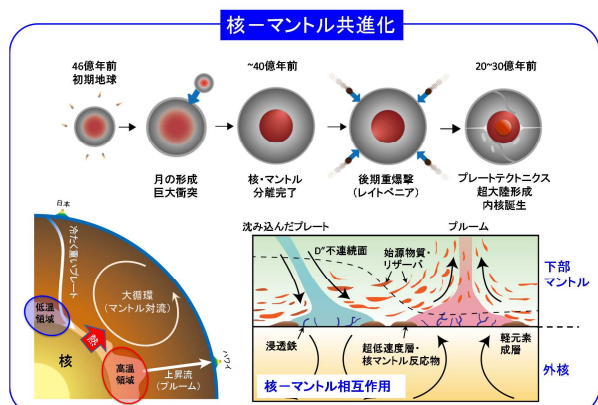 核ーマントル共進化
46億年前
初期地球
~40億年前
20~30億年前
月の形成
巨大衝突
核・マントル
分離完了
後期重爆撃
(レイトベニア)
プレートテクトニクス
超大陸形成
内核誕生
日本
冷たく重いプレート
大循環
(マントル対流)
低温
領域
熱
核
高温
領域
上昇流
(プルーム)
ハワイ
沈み込んだプレート
プルーム
D”不連続面
始源物質・
リザーバ
下部
マントル
浸透鉄
超低速度層・
核マントル反応物
軽元素
成層
核ーマントル相互作用
外核